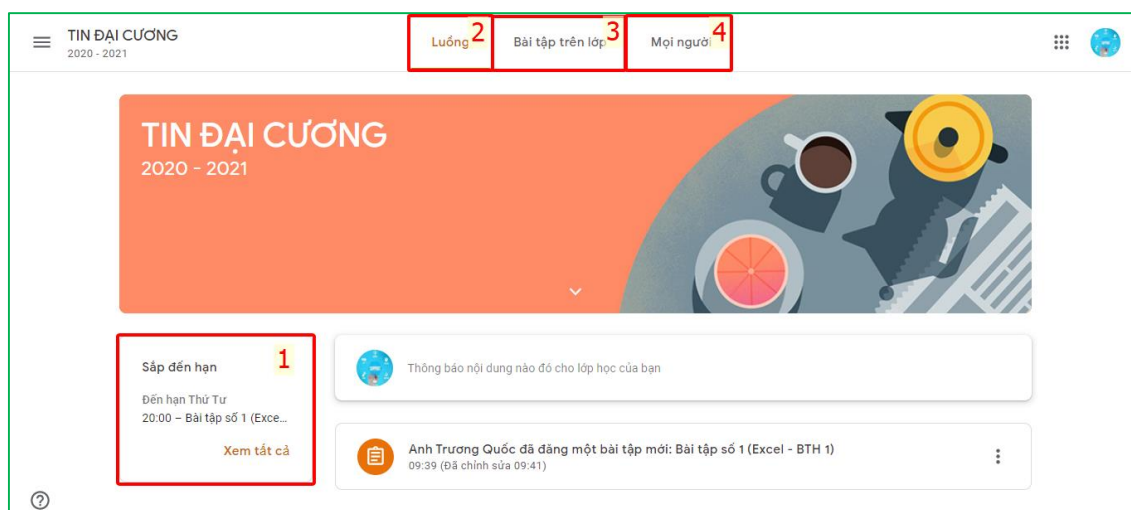 TIN ĐẠI CƯƠNG
2020 - 2021
Luồng 2
Bài tập trên lớp 3
Mọi người 4
TIN ĐẠI CƯƠNG
2020 - 2021
Sắp đến hạn 1
Đến hạn Thứ Tư
20:00 – Bài tập số 1 (Exce...
Xem tất cả
Thông báo nội dung nào đó cho lớp học của bạn
Anh Trương Quốc đã đăng một bài tập mới: Bài tập số 1 (Excel - BTH 1)
09:39 (Đã chỉnh sửa 09:41)